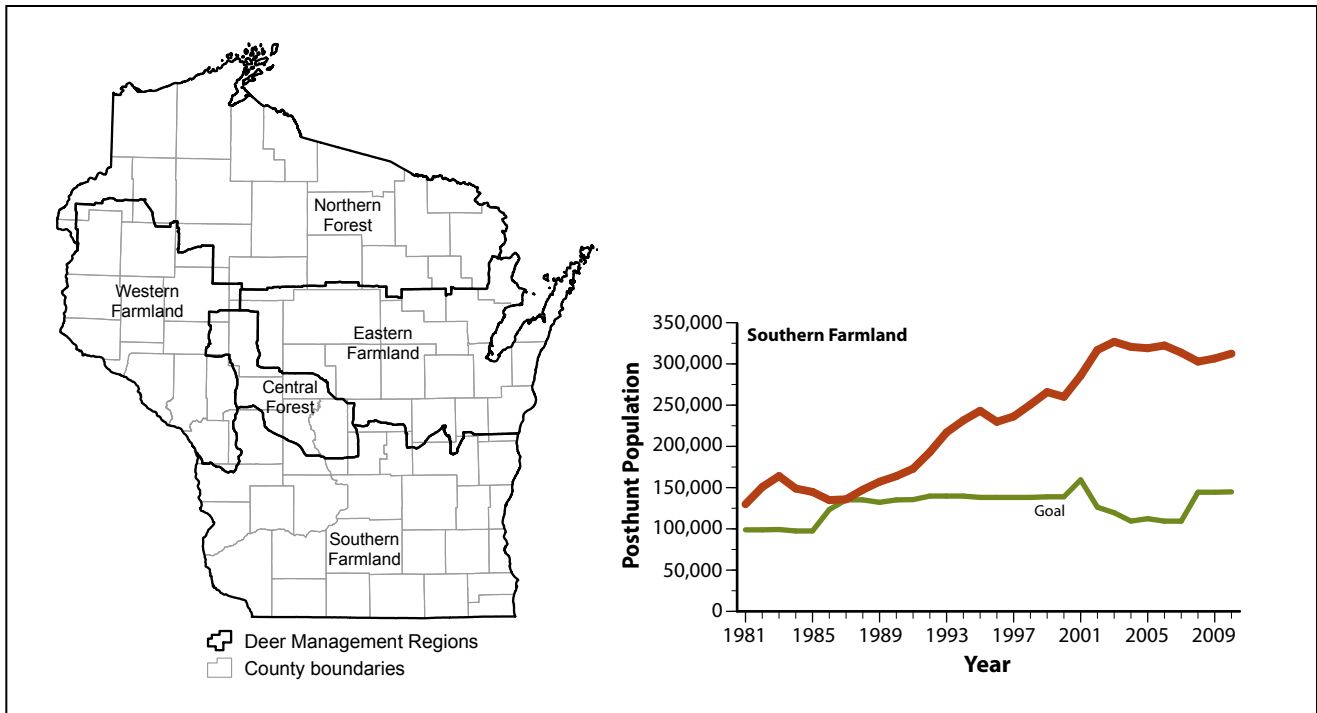 Northern
Forest
Western
Farmland
Eastern
Farmland
Central
Forest
Southern
Farmland
Deer Management Regions
County boundaries
Southern Farmland
Posthunt Population
350,000
300,000
250,000
200,000
150,000
100,000
50,000
0
Goal
1981 1985 1989 1993 1997 2001 2005 2009
Year